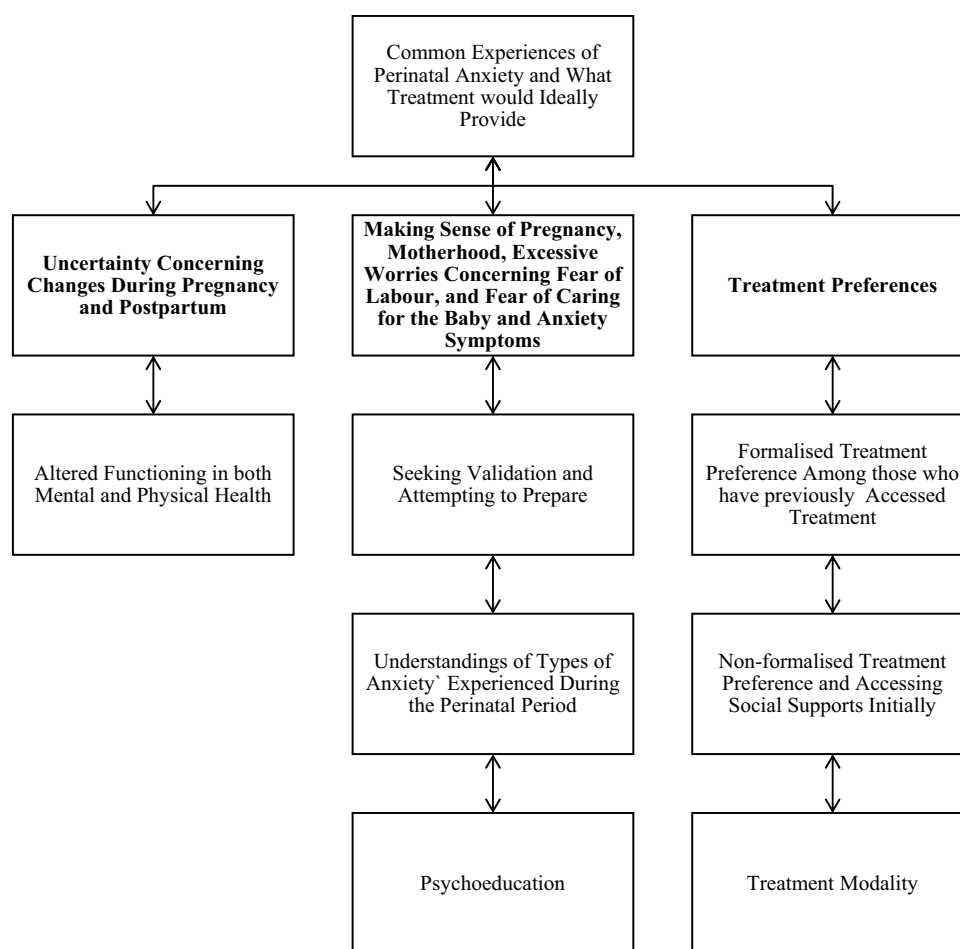 Common Experiences of
Perinatal Anxiety and What
Treatment would Ideally
Provide
Uncertainty Concerning
Changes During Pregnancy
and Postpartum
Making Sense of Pregnancy,
Motherhood, Excessive
Worries Concerning Fear of
Labour, and Fear of Caring
for the Baby and Anxiety
Symptoms
Treatment Preferences
Altered Functioning in both
Mental and Physical Health
Seeking Validation and
Attempting to Prepare
Formalised Treatment
Preference Among those who
have previously  Accessed
Treatment
Understandings of Types of
Anxiety` Experienced During
the Perinatal Period
Non-formalised Treatment
Preference and Accessing
Social Supports Initially
Psychoeducation
Treatment Modality